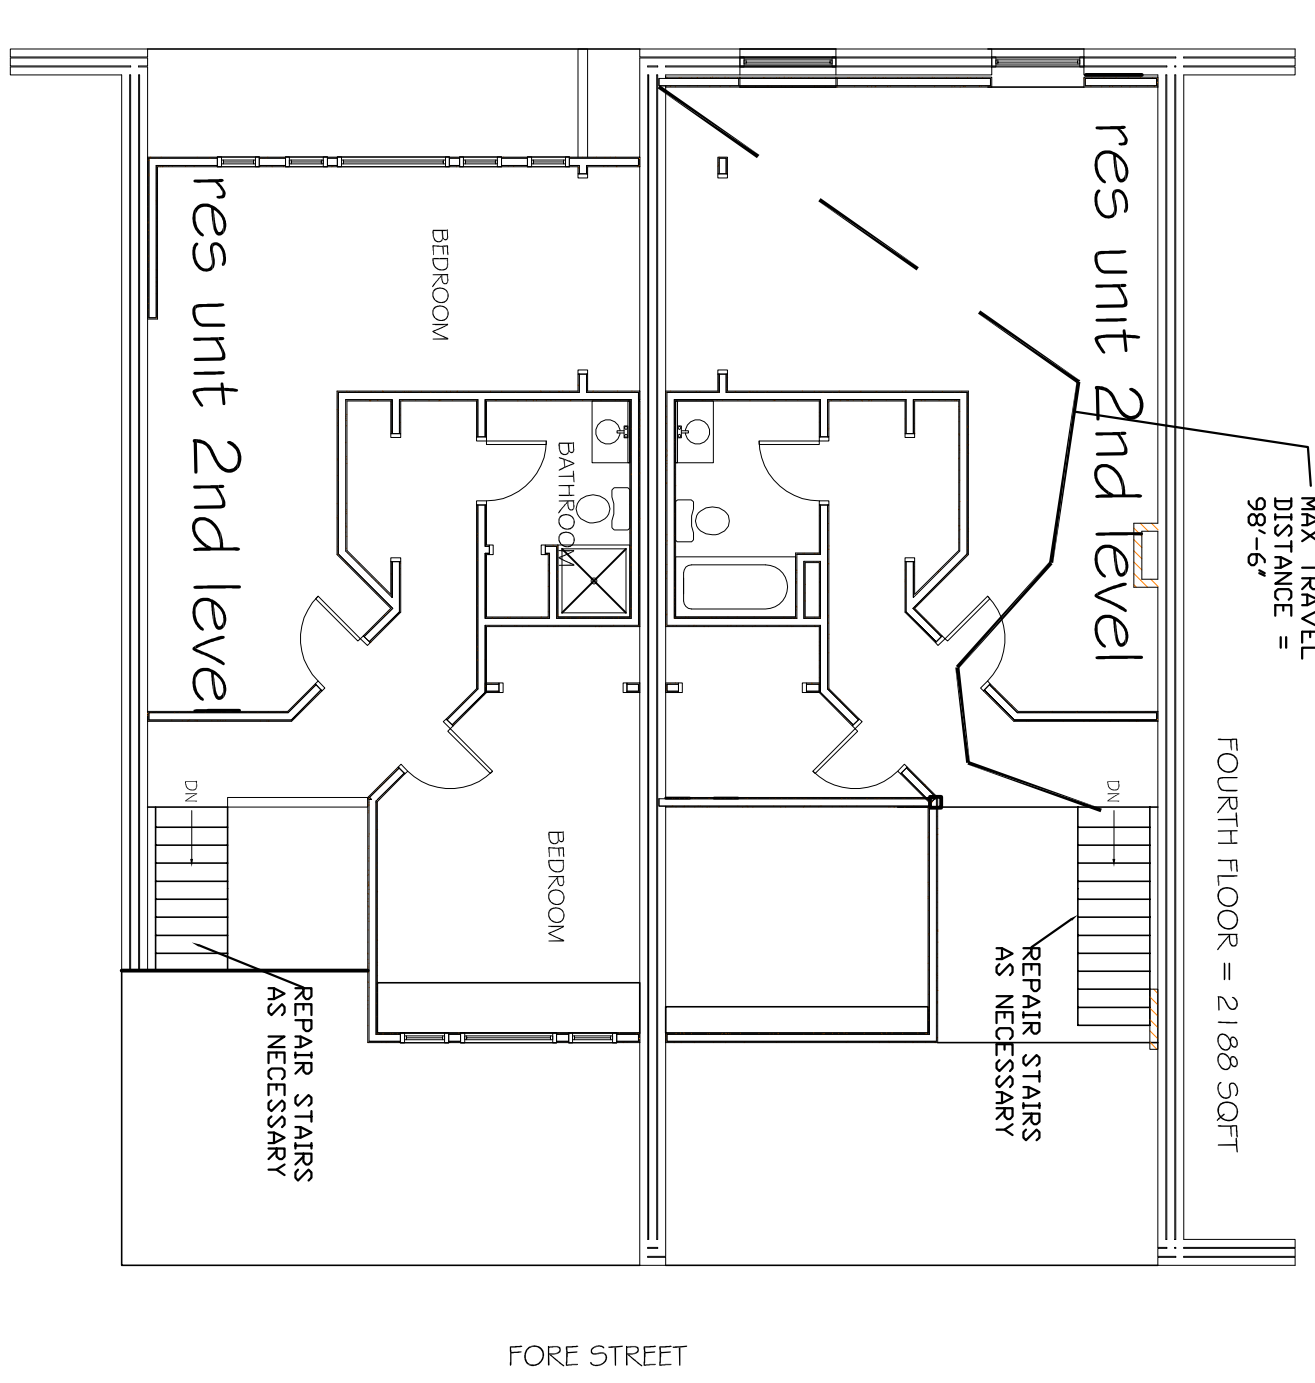 res unit 2nd level
res unit 2nd level
BEDROOM
BATHROOM
BEDROOM
DN
DN
REPAIR STAIRS
AS NECESSARY
REPAIR STAIRS
AS NECESSARY
MAX TRAVEL
DISTANCE =
98'-6"
FOURTH FLOOR = 2188 SQFT
FORE STREET